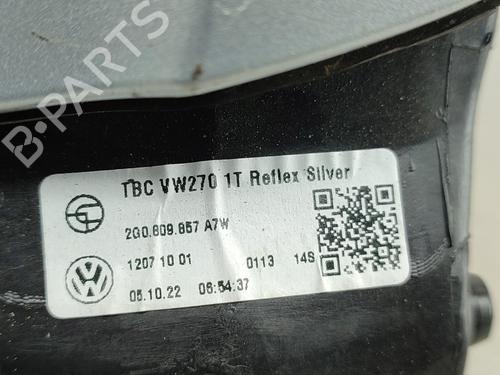 B-PARTS
TBC VW270 1T Reflex Silver
2G0.809.857 A7W
1207 10 01 0113 14S
05.10.22 06:54:37